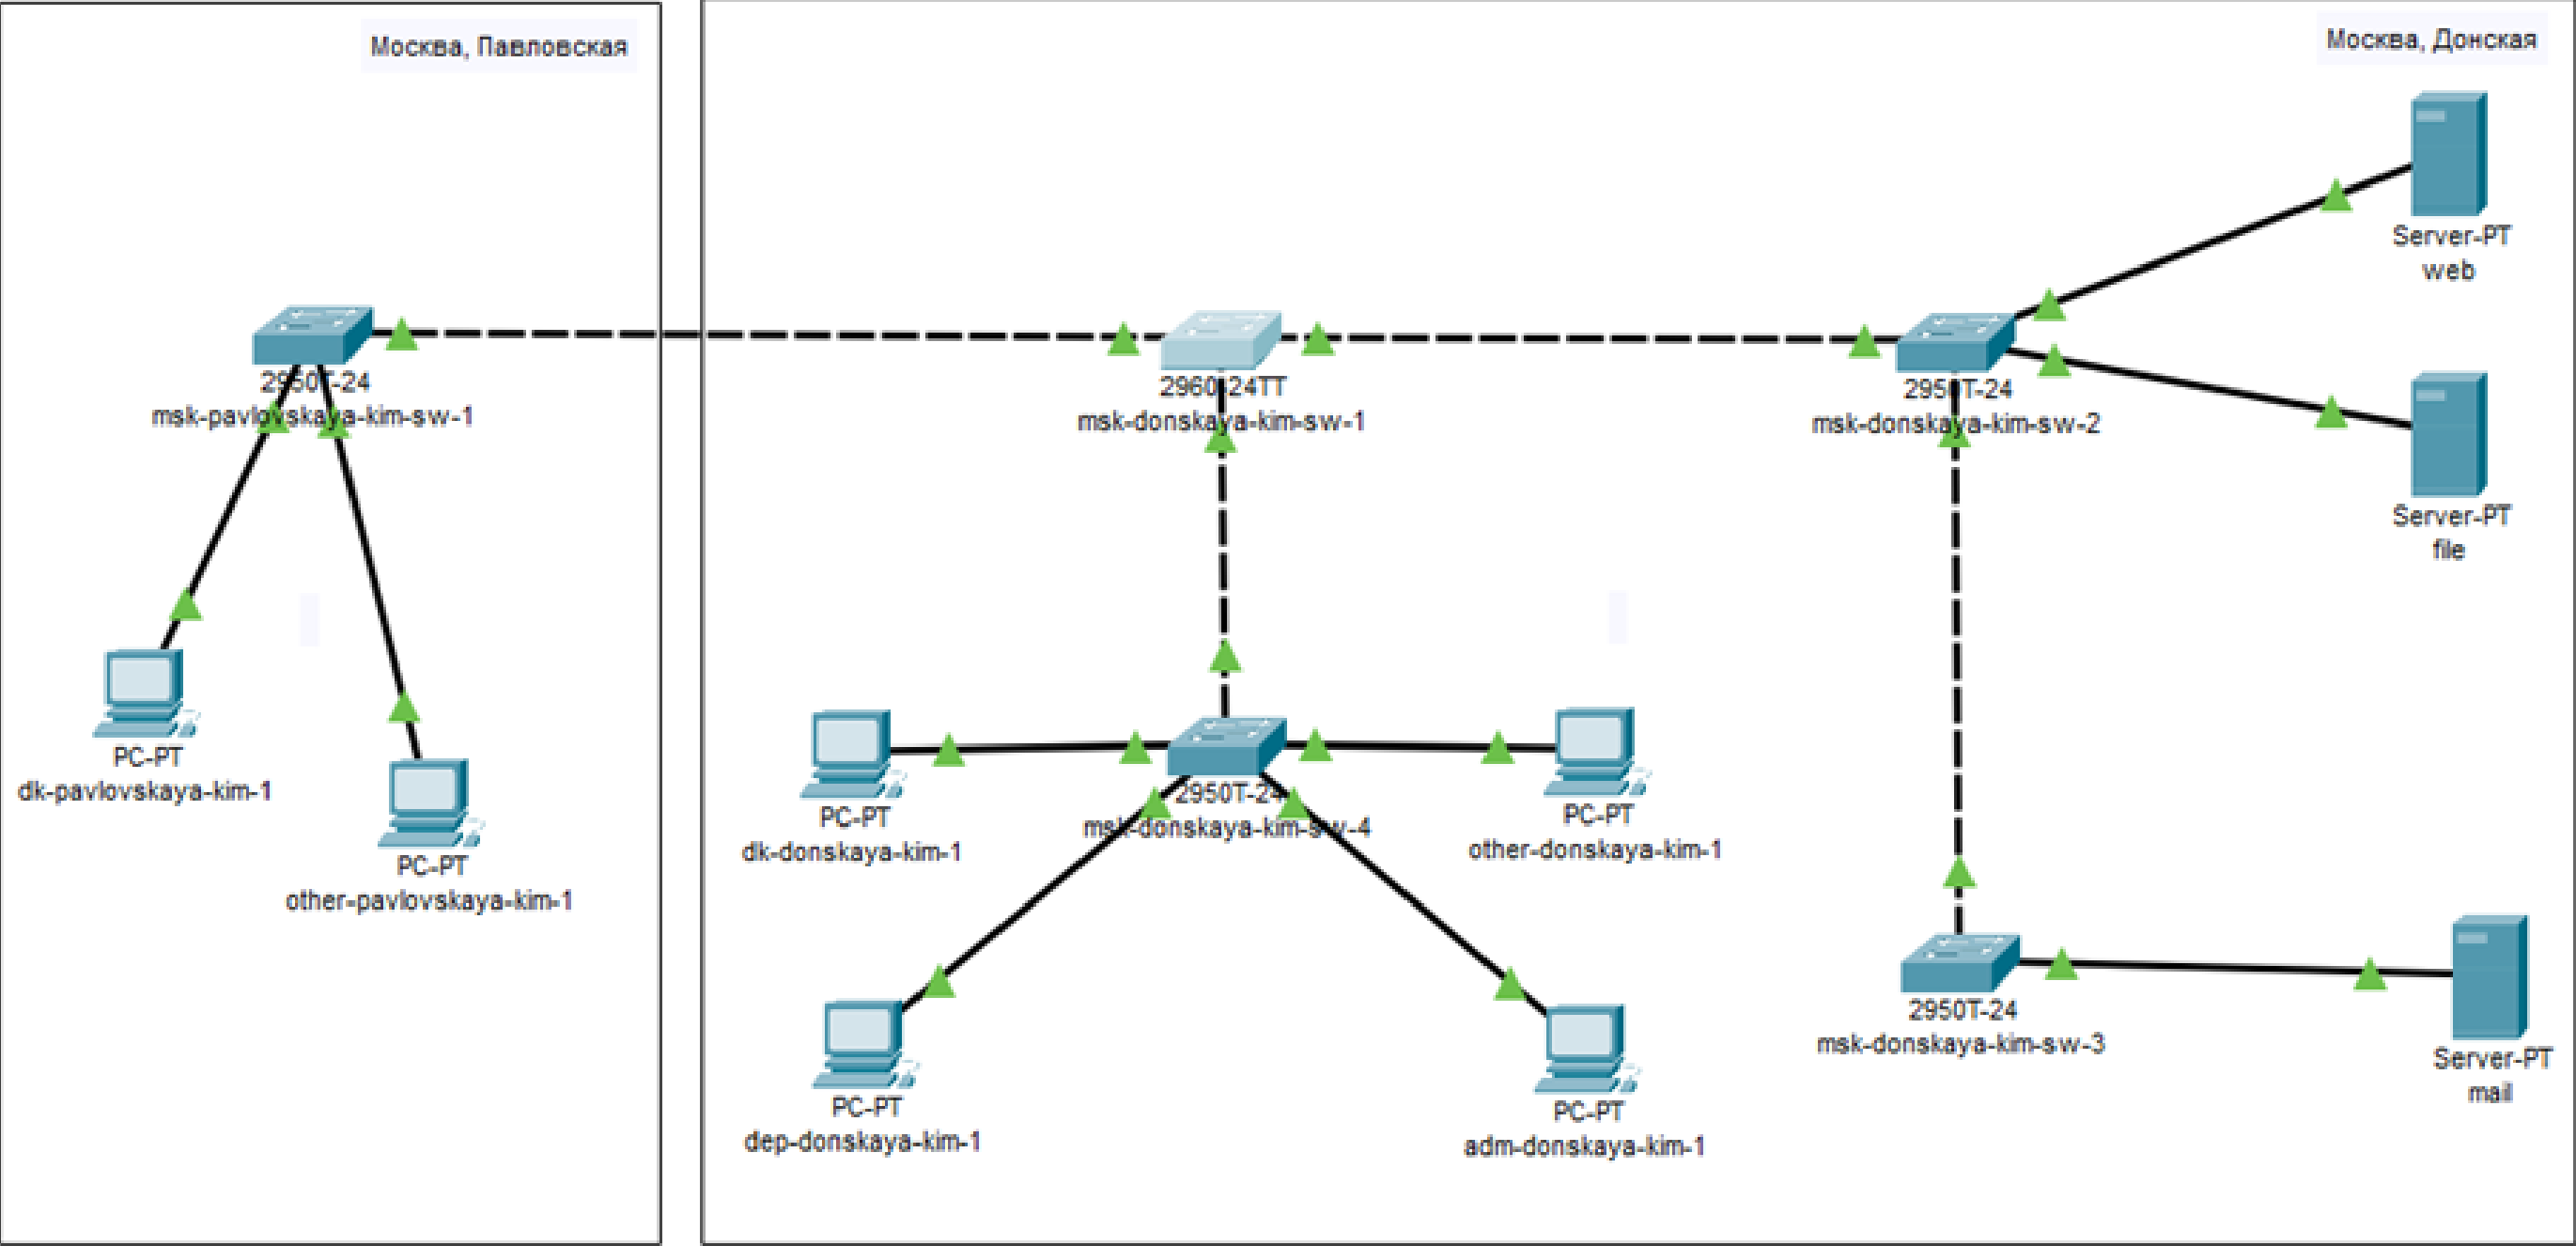 Москва, Павловская
Москва, Донская
Server-PT
web
2950T-24
msk-pavlovskaya-kim-sw-1
2960-24TT
msk-donskaya-kim-sw-1
2950T-24
msk-donskaya-kim-sw-2
Server-PT
file
PC-PT
dk-pavlovskaya-kim-1
PC-PT
other-pavlovskaya-kim-1
PC-PT
dk-donskaya-kim-1
2950T-24
msk-donskaya-kim-sw-4
PC-PT
other-donskaya-kim-1
2950T-24
msk-donskaya-kim-sw-3
Server-PT
mail
PC-PT
dep-donskaya-kim-1
PC-PT
adm-donskaya-kim-1